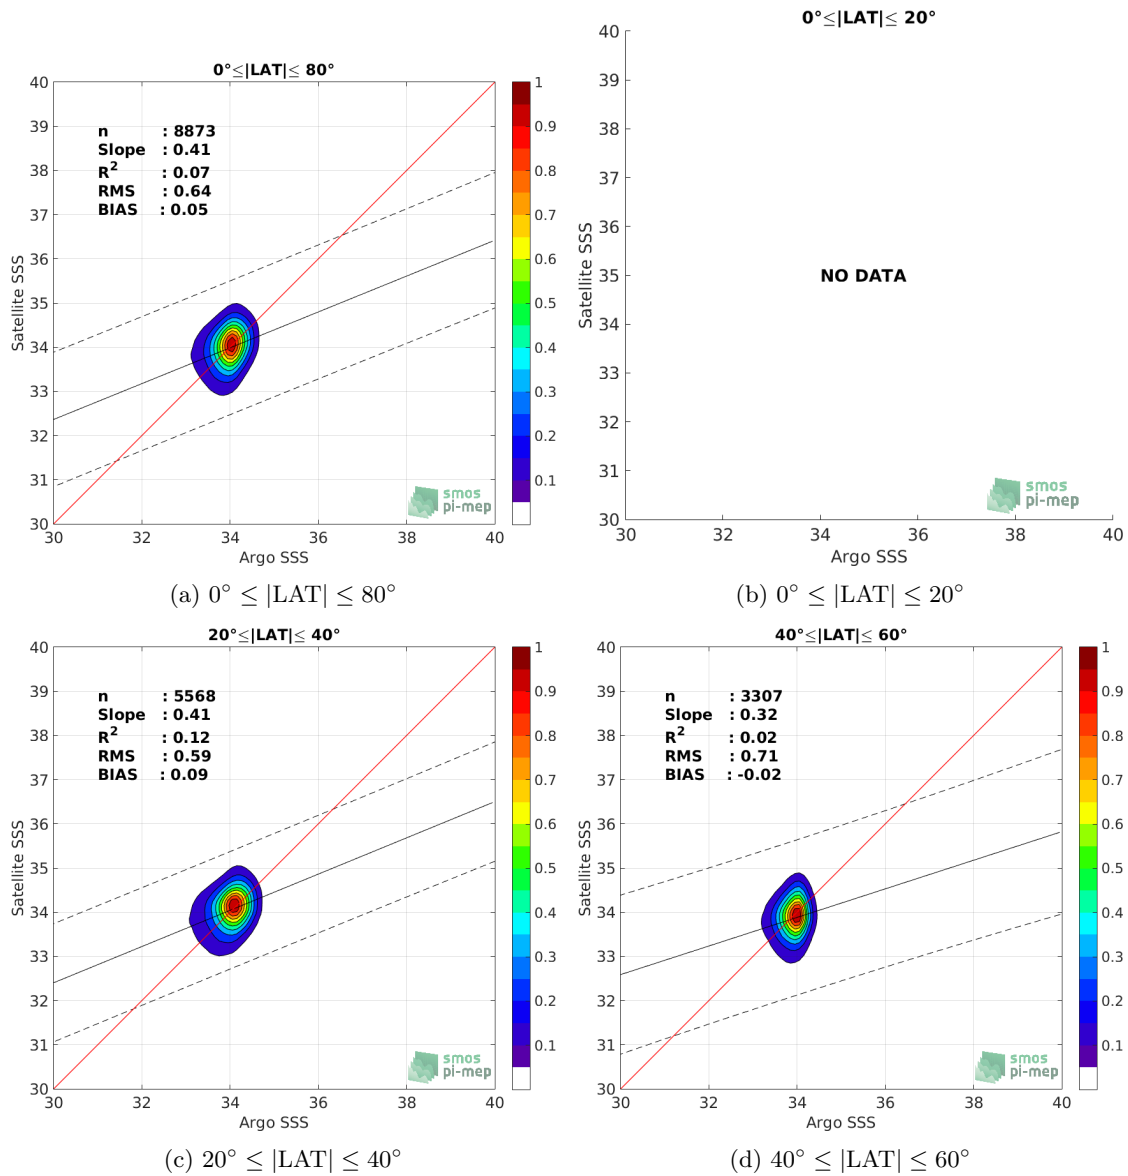 0°≤|LAT|≤ 80°
40
39
38
37
36
35
34
33
32
31
30
Satellite SSS
n : 8873
Slope : 0.41
R² : 0.07
RMS : 0.64
BIAS : 0.05
smos
pi-mep
30 32 34 36 38 40
Argo SSS
1
0.9
0.8
0.7
0.6
0.5
0.4
0.3
0.2
0.1
(a) 0° ≤ |LAT| ≤ 80°
0°≤|LAT|≤ 20°
40
39
38
37
36
35
34
33
32
31
30
Satellite SSS
NO DATA
smos
pi-mep
30 32 34 36 38 40
Argo SSS
(b) 0° ≤ |LAT| ≤ 20°
20°≤|LAT|≤ 40°
40
39
38
37
36
35
34
33
32
31
30
Satellite SSS
n : 5568
Slope : 0.41
R² : 0.12
RMS : 0.59
BIAS : 0.09
smos
pi-mep
30 32 34 36 38 40
Argo SSS
1
0.9
0.8
0.7
0.6
0.5
0.4
0.3
0.2
0.1
(c) 20° ≤ |LAT| ≤ 40°
40°≤|LAT|≤ 60°
40
39
38
37
36
35
34
33
32
31
30
Satellite SSS
n : 3307
Slope : 0.32
R² : 0.02
RMS : 0.71
BIAS : -0.02
smos
pi-mep
30 32 34 36 38 40
Argo SSS
1
0.9
0.8
0.7
0.6
0.5
0.4
0.3
0.2
0.1
(d) 40° ≤ |LAT| ≤ 60°